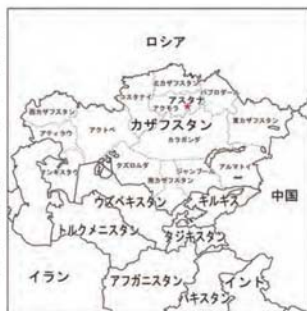 ロシア
北カザフスタン
コスタナイ
パブロダール
アスタナ
アクモラ
西カザフスタン
カザフスタン
東カザフスタン
アティラウ
アクトベ
カラガンダ
マンギスタウ
クズロルダ
ジャンブール
アルマトイ
南カザフスタン
ウズベキスタン
キルギス
中国
トルクメニスタン
タジキスタン
イラン
アフガニスタン
インド
パキスタン